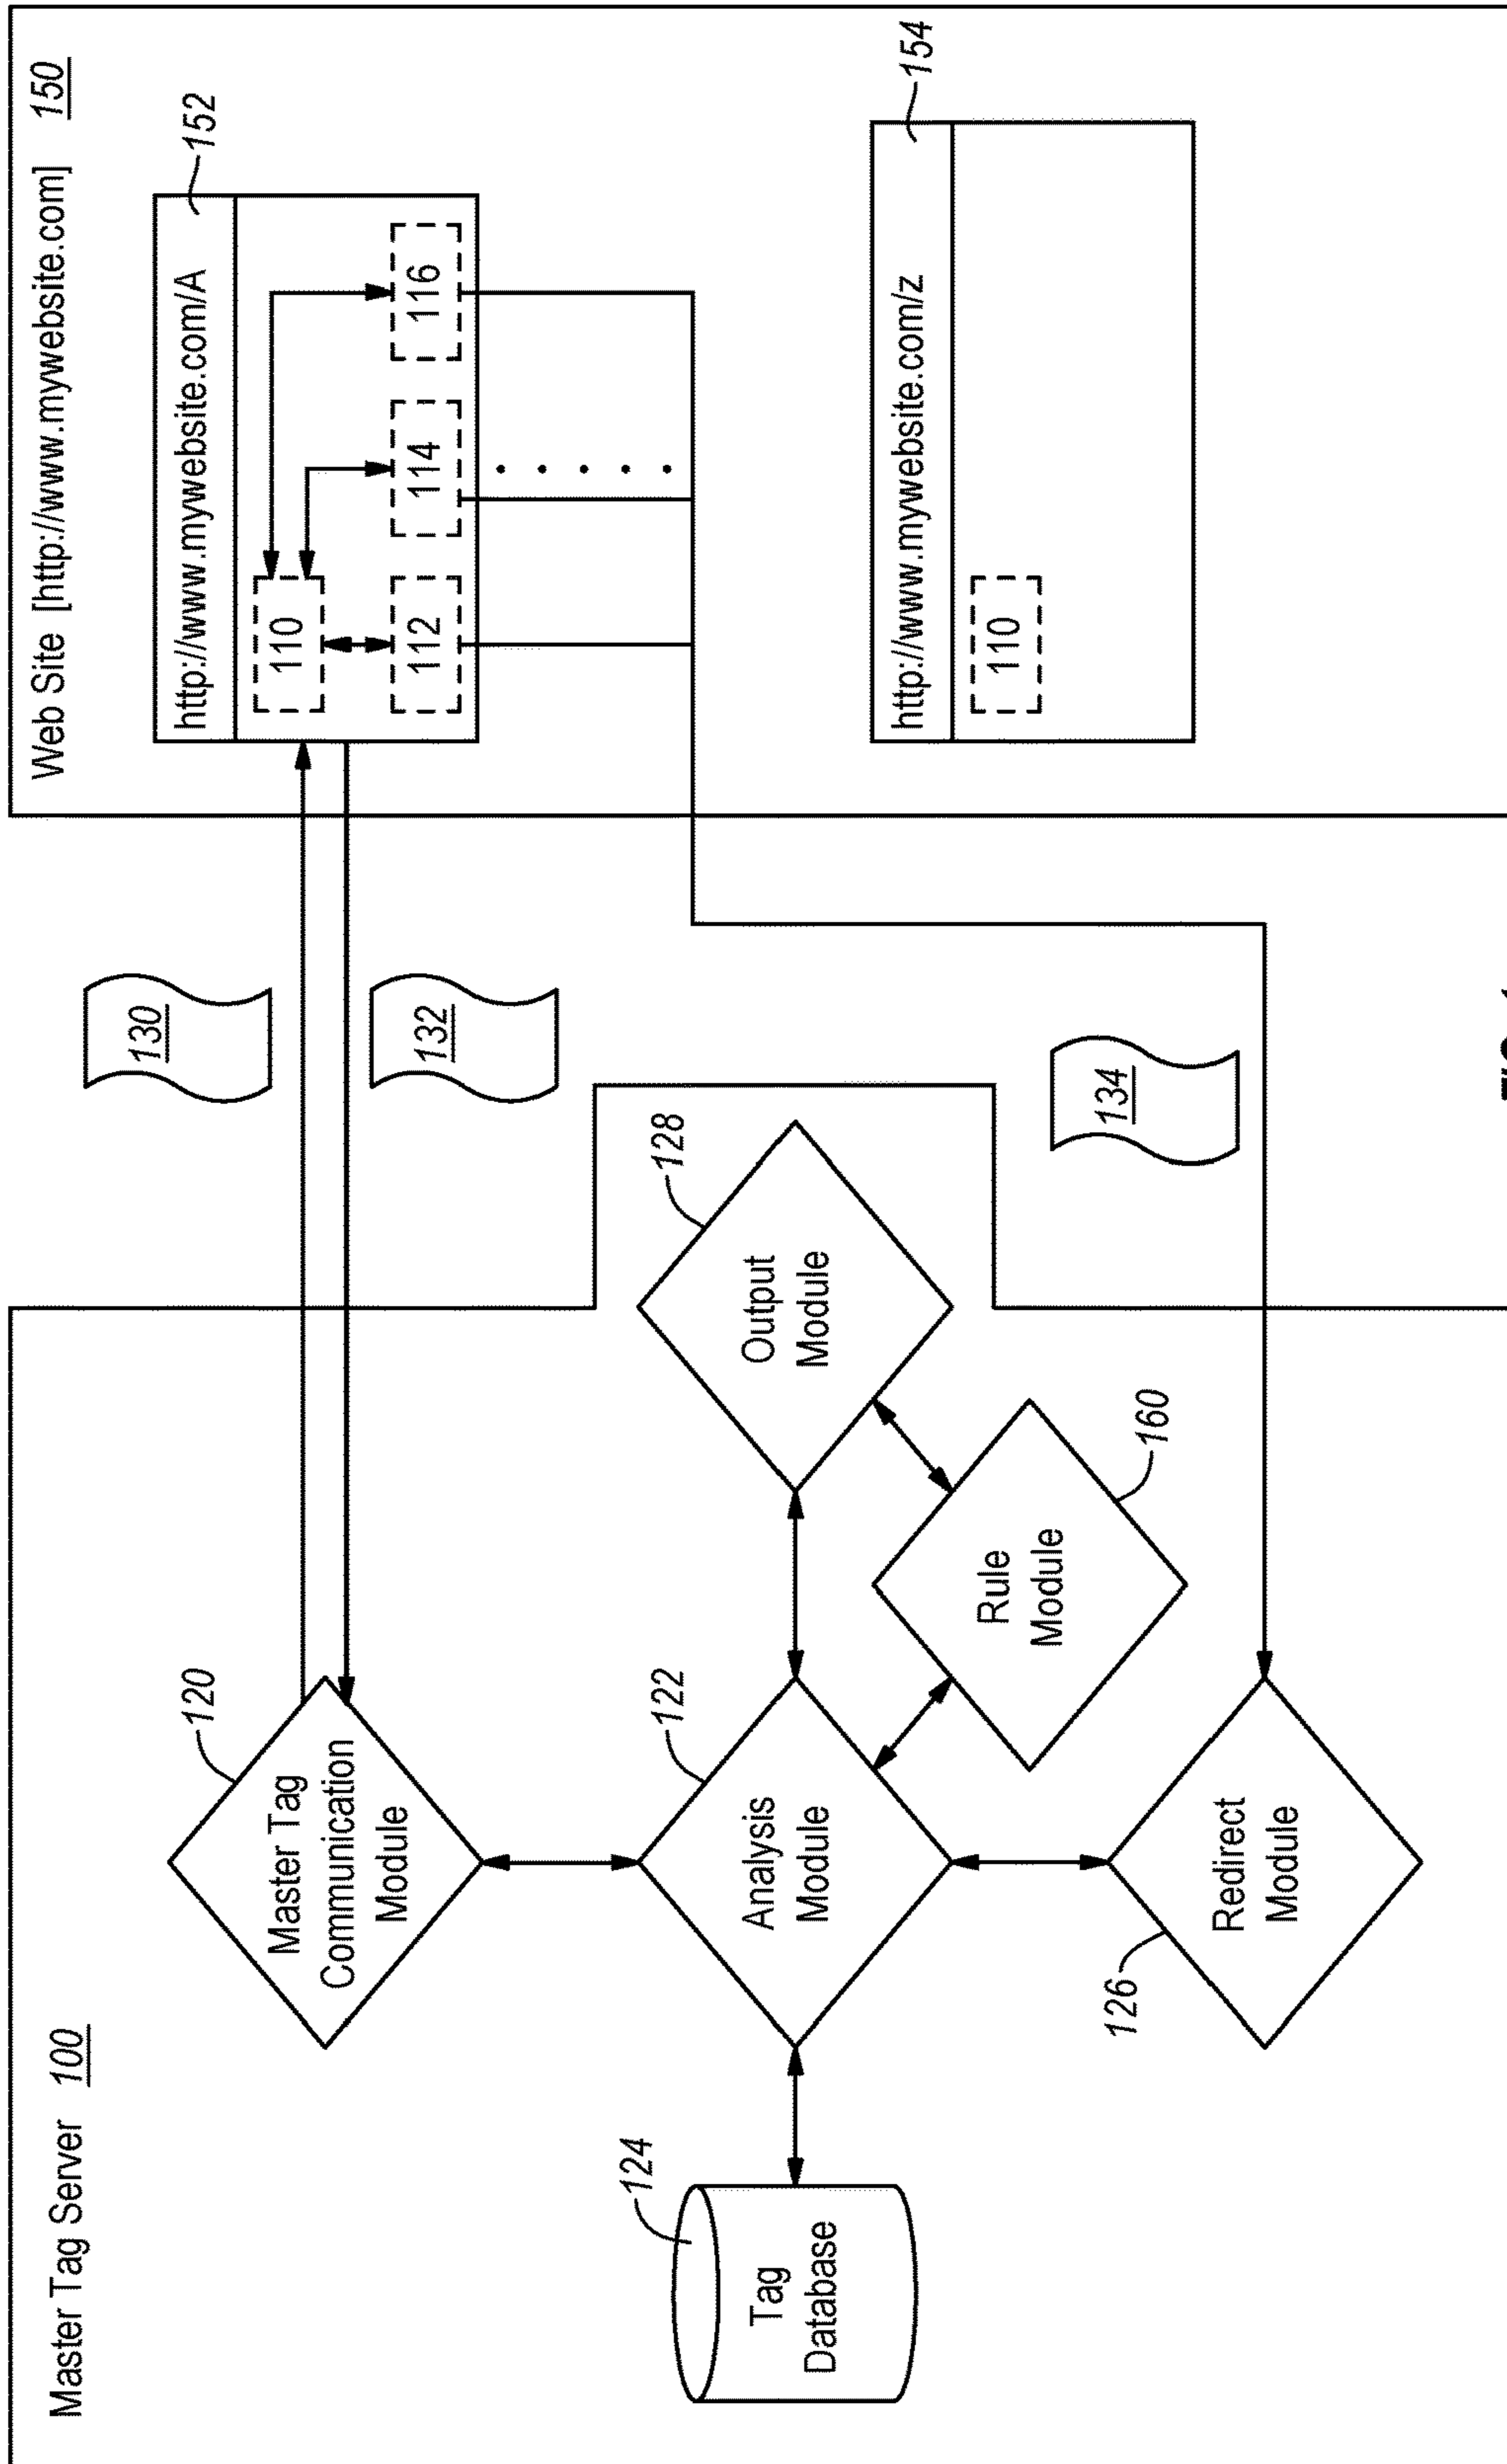 Master Tag Server 100
Web Site [http://www.mywebsite.com] 150
120
Master Tag
Communication
Module
130
132
http://www.mywebsite.com/A
152
110
112
114
116
124
Tag
Database
122
Analysis
Module
128
Output
Module
160
Rule
Module
126
Redirect
Module
134
http://www.mywebsite.com/z
154
110